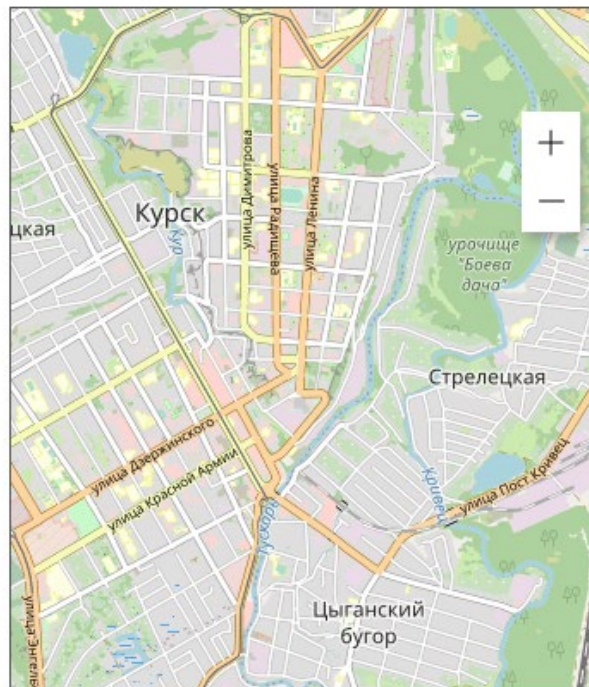 улица Димитрова
улица Радищева
улица Ленина
Курск
цкая
Кур
урочище
"Боева
дача"
Стрелецкая
улица Дзержинского
улица Красной Армии
Кривец
улица Пост Кривец
Тускарь
Цыганский
бугор
улица Энгель
+
−